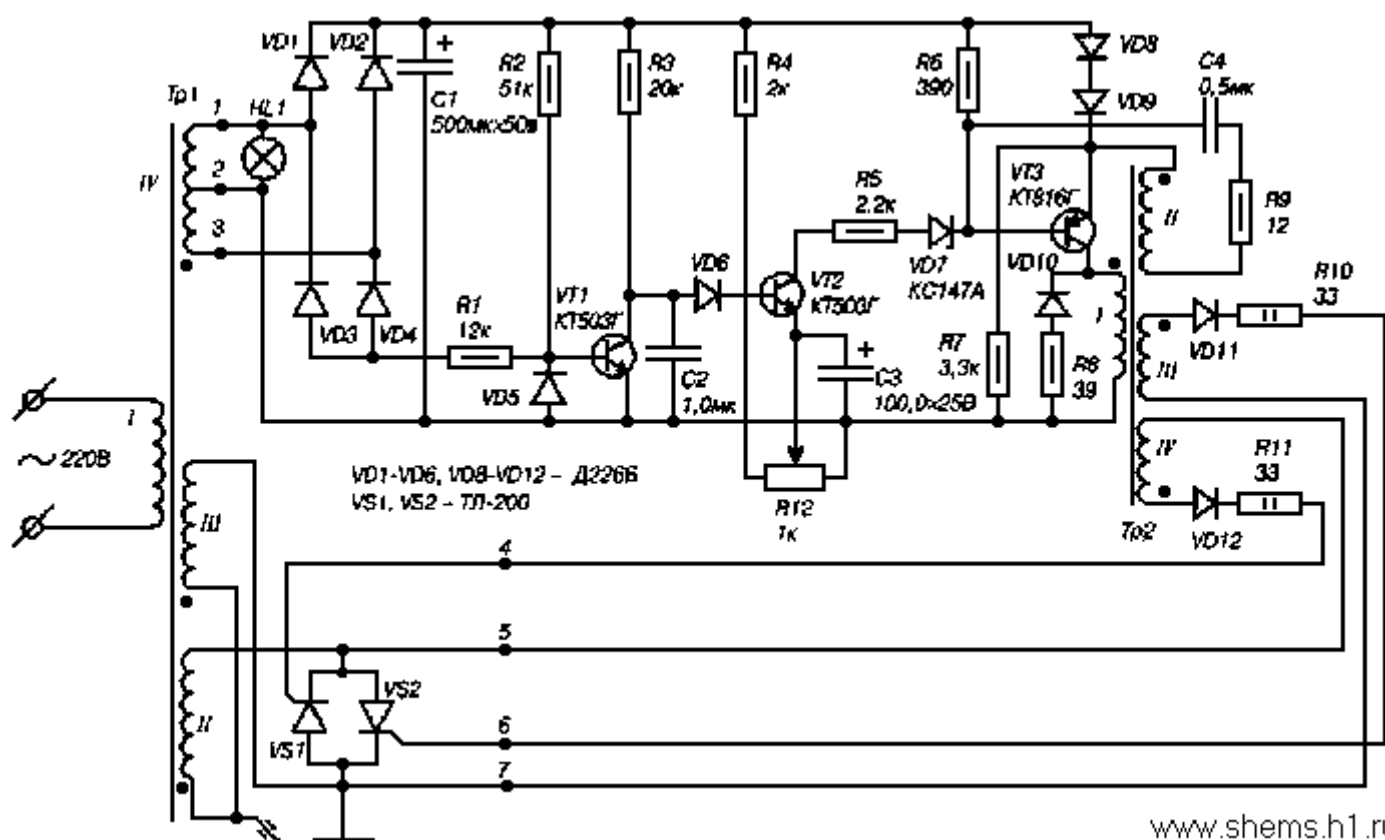 VD1
VD2
+
R2
51к
R3
20к
R4
2к
R6
390
VD8
C4
0,5мк
Тр1
1
HL1
C1
500мк×50в
VD9
IV
2
3
R5
2.2к
VT3
КТ816Г
II
R9
12
VD3
VD4
R1
12к
VT1
КТ503Г
VD6
VT2
КТ503Г
VD7
КС147А
VD10
I
R10
33
VD11
VD5
C2
1,0мк
+
C3
100,0×25В
R7
3,3к
R8
39
III
I
~ 220В
VD1-VD6, VD8-VD12 - Д226Б
VS1, VS2 - ТЛ-200
R12
1к
IV
R11
33
Тр2
VD12
III
4
5
II
VS1
VS2
6
7
www.shems.h1.r